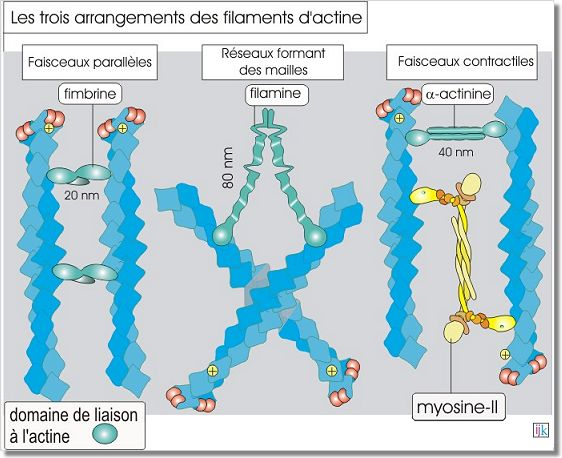 Les trois arrangements des filaments d'actine
Faisceaux parallèles
Réseaux formant
des mailles
Faisceaux contractiles
fimbrine
filamine
α-actinine
+
+
+
20 nm
80 nm
40 nm
+
+
+
myosine-II
domaine de liaison
à l'actine
ijk